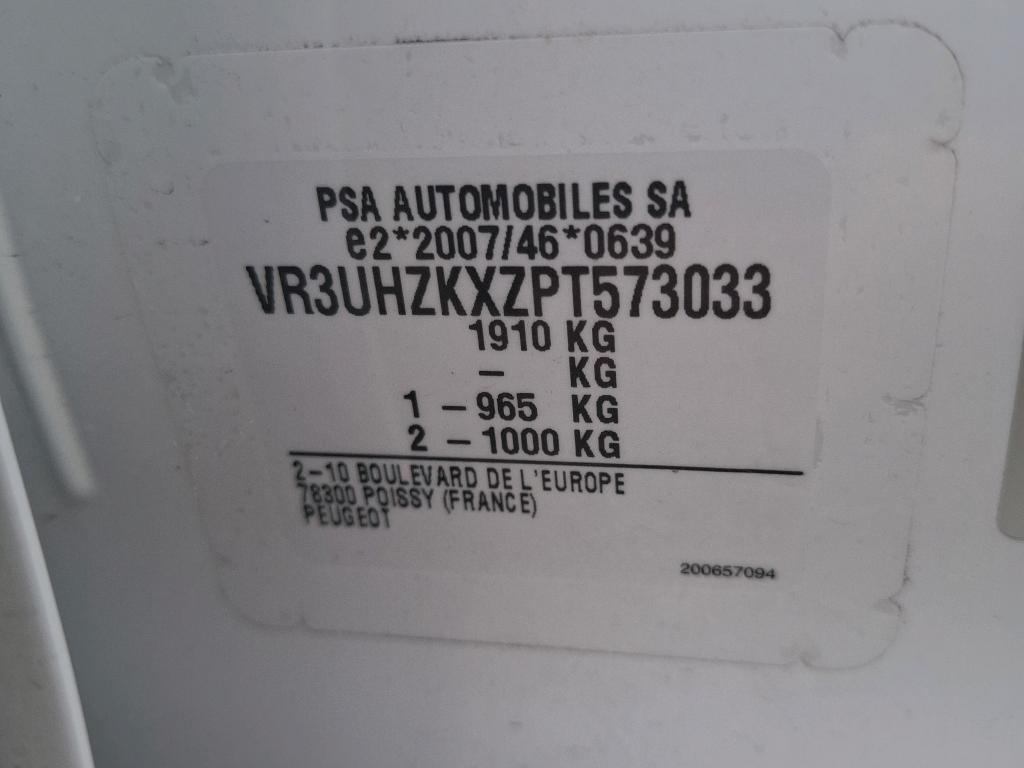 PSA AUTOMOBILES SA
e2*2007/46*0639
VR3UHZKXZPT573033
1910 KG
– KG
1 – 965 KG
2 – 1000 KG
2–10 BOULEVARD DE L'EUROPE
78300 POISSY (FRANCE)
PEUGEOT
200657094